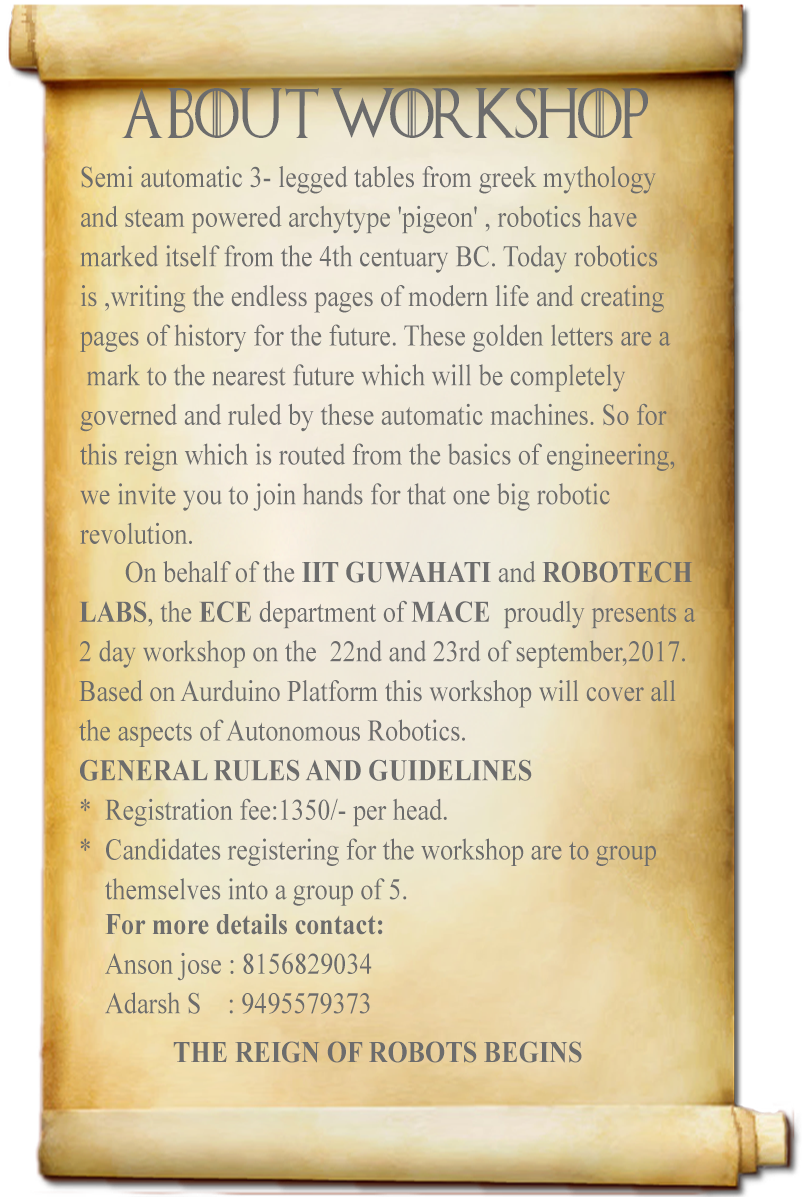 ABOUT WORKSHOP
Semi automatic 3- legged tables from greek mythology
and steam powered archytype 'pigeon' , robotics have
marked itself from the 4th centuary BC. Today robotics
is ,writing the endless pages of modern life and creating
pages of history for the future. These golden letters are a
mark to the nearest future which will be completely
governed and ruled by these automatic machines. So for
this reign which is routed from the basics of engineering,
we invite you to join hands for that one big robotic
revolution.
On behalf of the IIT GUWAHATI and ROBOTECH
LABS, the ECE department of MACE proudly presents a
2 day workshop on the 22nd and 23rd of september,2017.
Based on Aurduino Platform this workshop will cover all
the aspects of Autonomous Robotics.
GENERAL RULES AND GUIDELINES
* Registration fee:1350/- per head.
* Candidates registering for the workshop are to group
themselves into a group of 5.
For more details contact:
Anson jose : 8156829034
Adarsh S : 9495579373
THE REIGN OF ROBOTS BEGINS